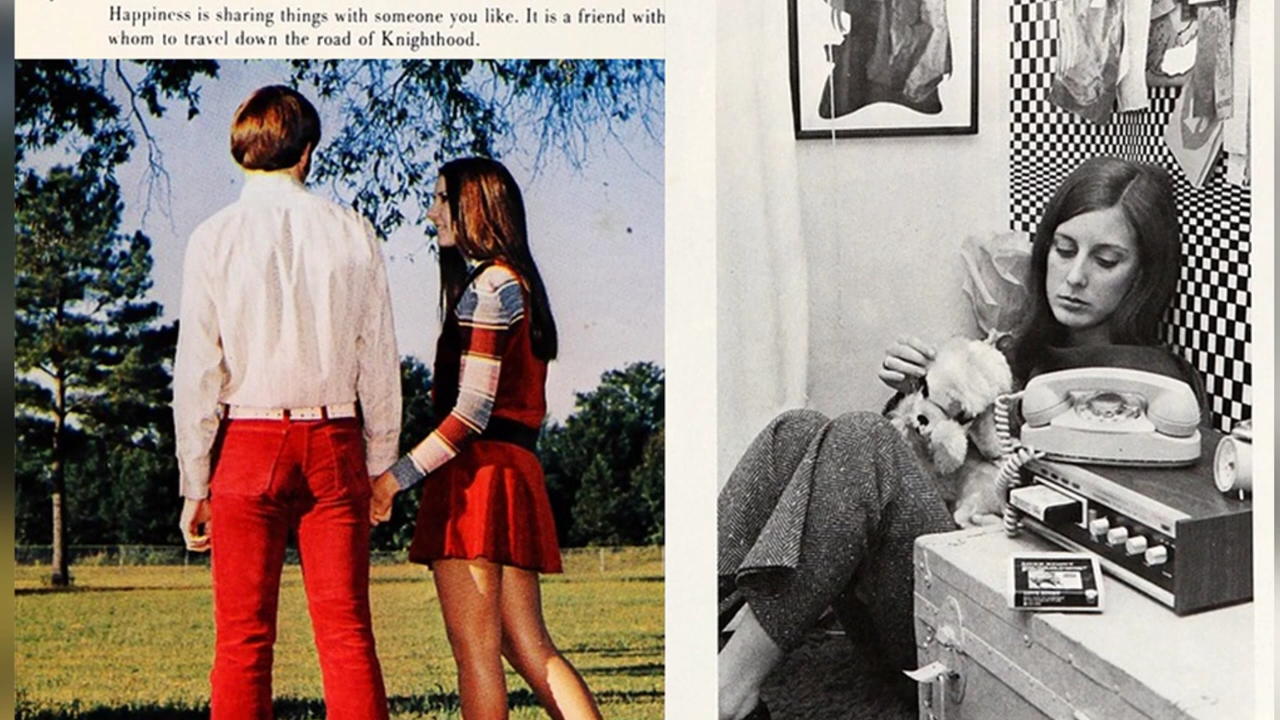 Happiness is sharing things with someone you like. It is a friend with
whom to travel down the road of Knighthood.